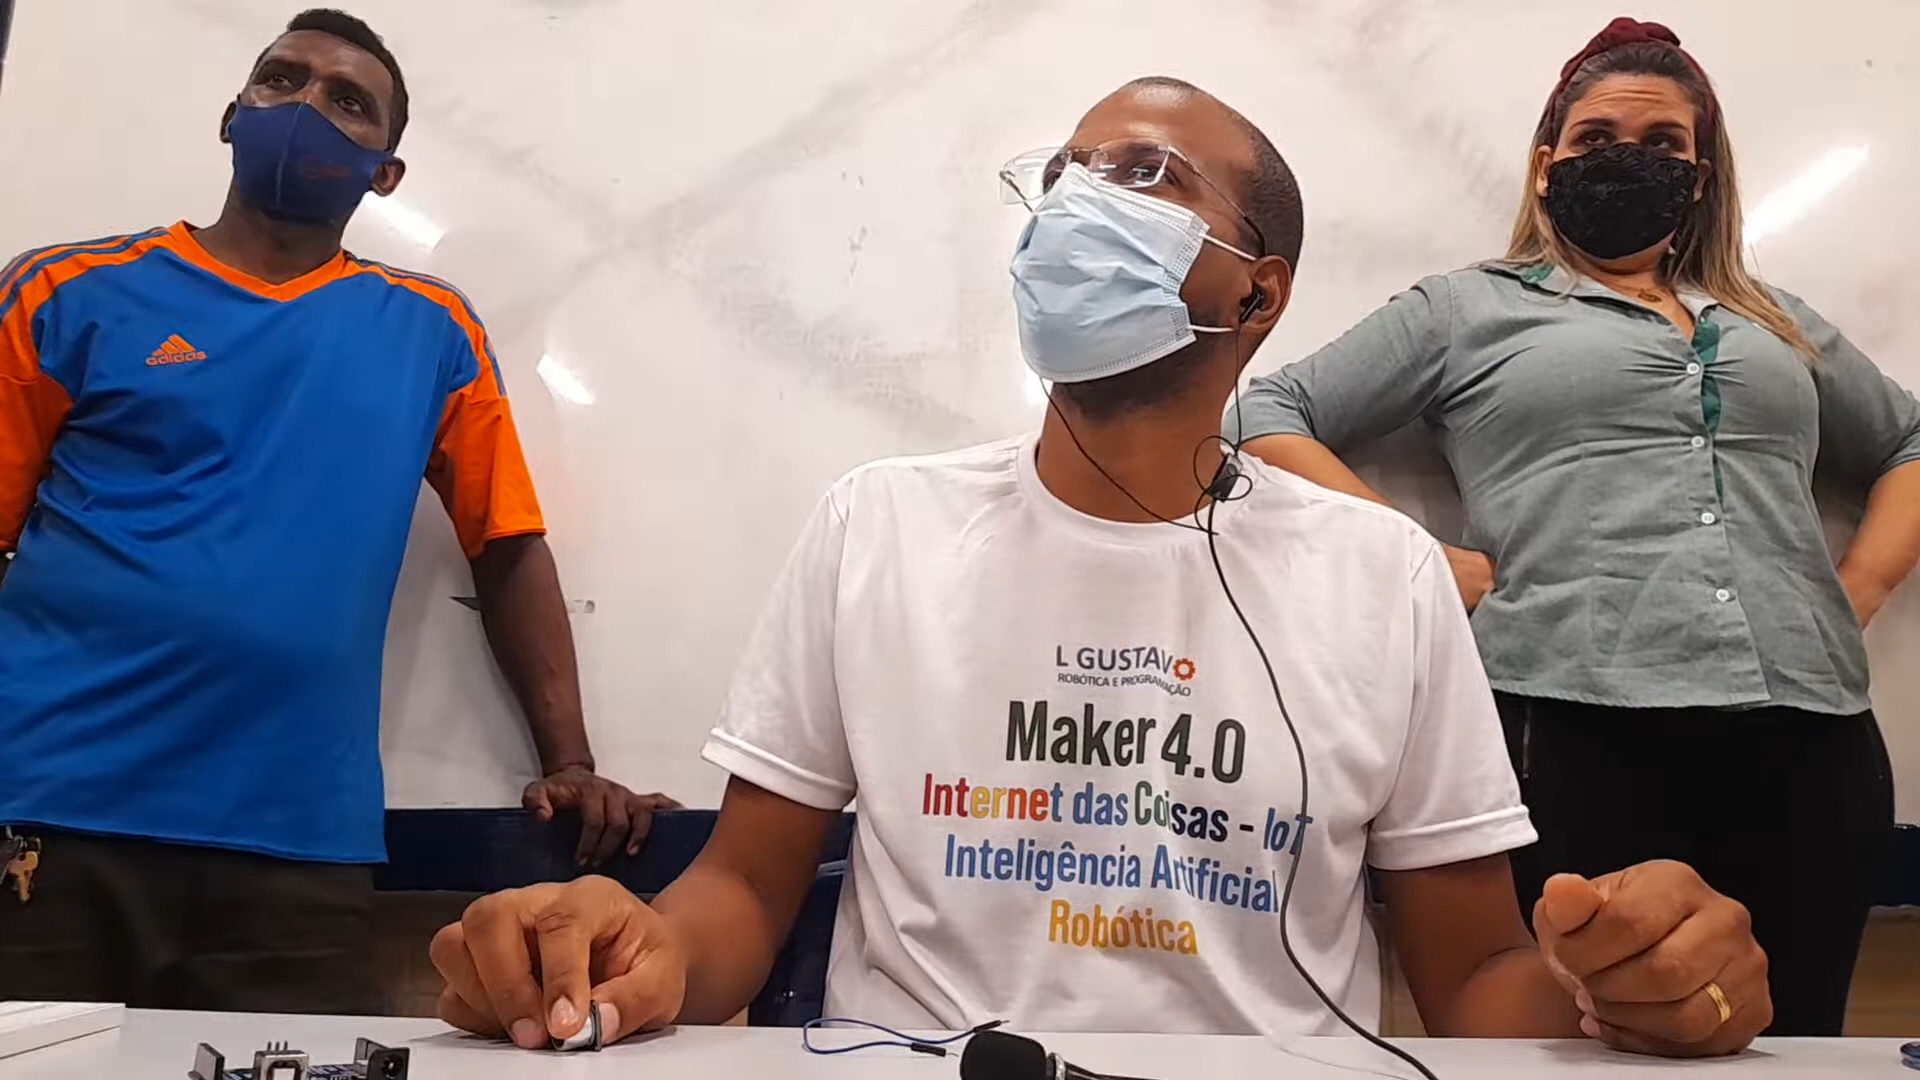 adidas
L GUSTAVO
ROBÓTICA E PROGRAMAÇÃO
Maker 4.0
Internet das Coisas - IoT
Inteligência Artificial
Robótica